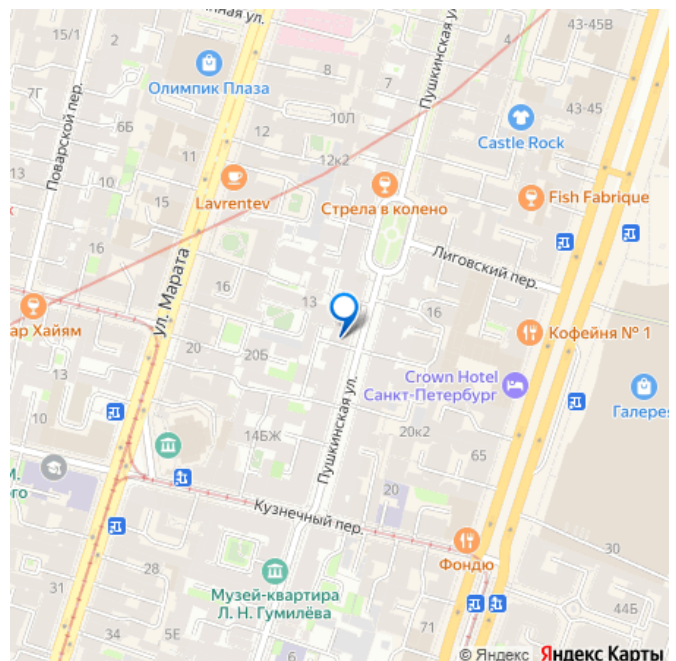 ная ул.
43-45В
15/1
2
4
Пушкинская ул.
8
7
7Г
Олимпик Плаза
Поварской пер.
6Б
10Л
12
43-45
Castle Rock
12к2
11
10
15
Lavrentev
Стрела в колено
Fish Fabrique
16
Лиговский пер.
ул. Марата
16
13
16
ар Хайям
20
20Б
Кофейня № 1
13
Crown Hotel
Санкт-Петербург
10
Галерея
14БЖ
Пушкинская ул.
20к2
65
М.
ого
20
Кузнечный пер.
Фондю
30
31
28
Музей-квартира
Л. Н. Гумилёва
34
5Е
71
44Б
6
© Яндекс Яндекс Карты